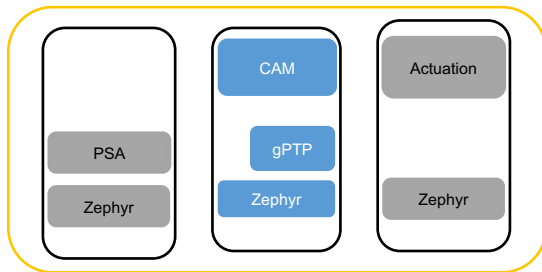 PSA
Zephyr
CAM
gPTP
Zephyr
Actuation
Zephyr